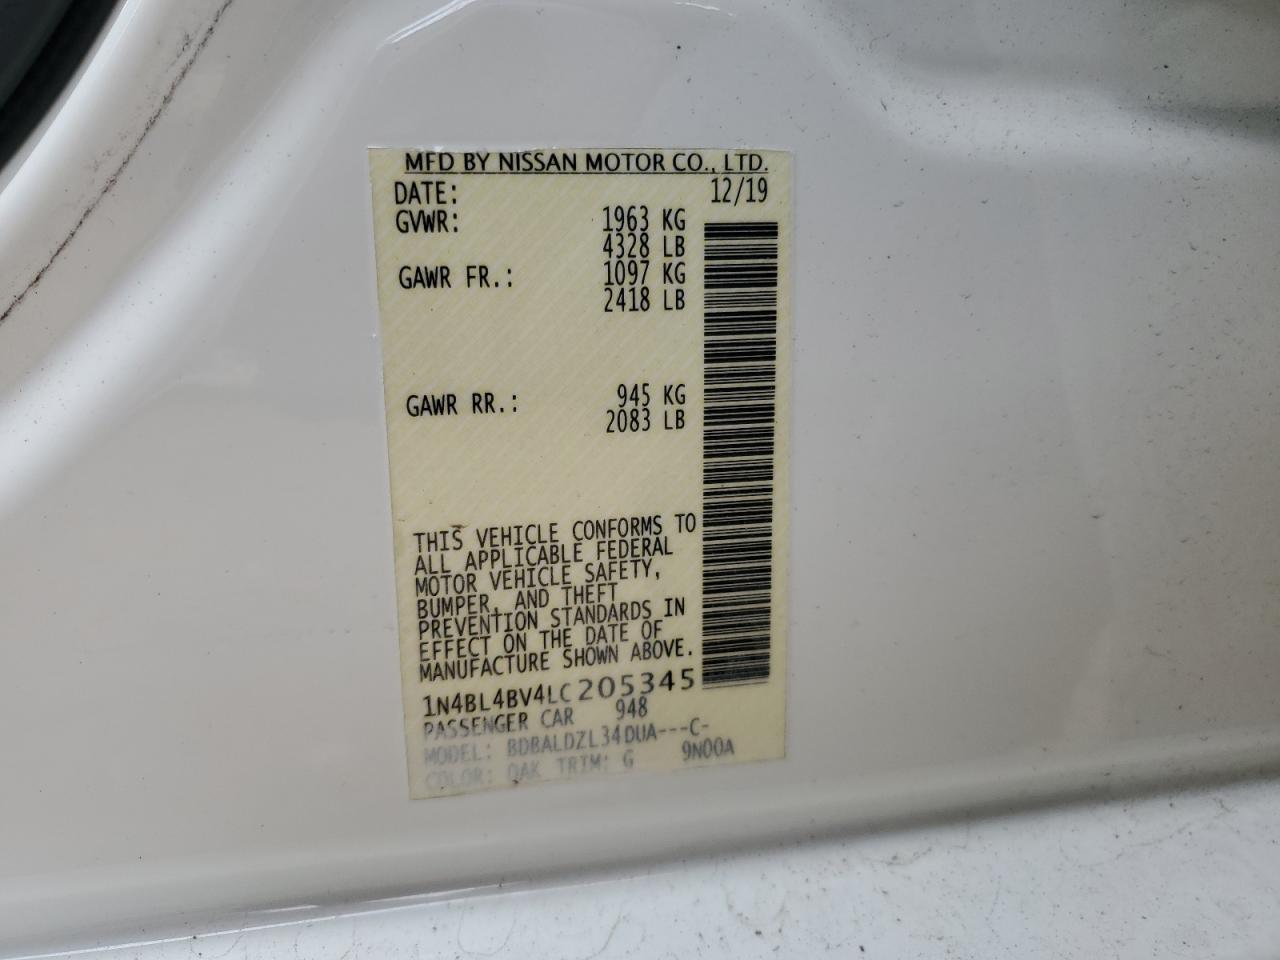 MFD BY NISSAN MOTOR CO., LTD.
DATE: 12/19
GVWR: 1963 KG
4328 LB
GAWR FR.: 1097 KG
2418 LB
GAWR RR.: 945 KG
2083 LB
THIS VEHICLE CONFORMS TO
ALL APPLICABLE FEDERAL
MOTOR VEHICLE SAFETY,
BUMPER, AND THEFT
PREVENTION STANDARDS IN
EFFECT ON THE DATE OF
MANUFACTURE SHOWN ABOVE.
1N4BL4BV4LC205345
PASSENGER CAR 948
MODEL: BDBALDZL34DUA---C-
COLOR: QAK TRIM: G 9N00A